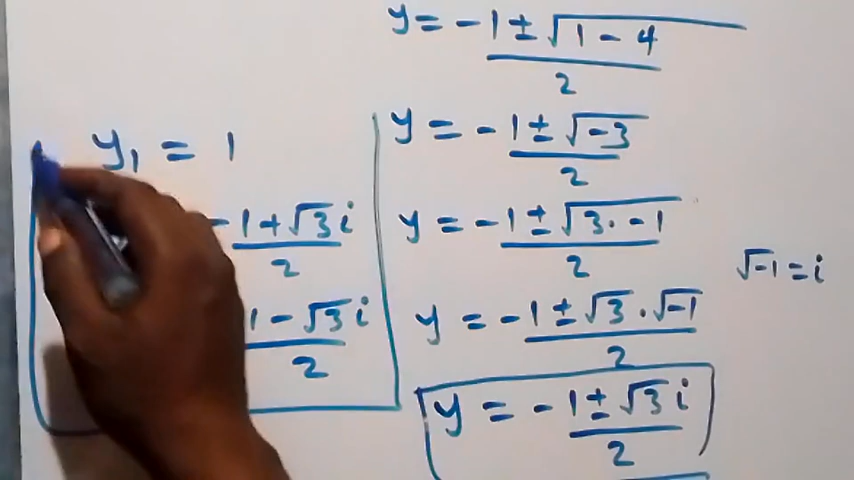 y = -1 ± √1 - 4 / 2
y = -1 ± √-3 / 2
y = -1 ± √3 · -1 / 2
y = -1 ± √3 · √-1 / 2
y = -1 ± √3 i / 2
√-1 = i
y₁ = 1
-1 + √3 i / 2
1 - √3 i / 2